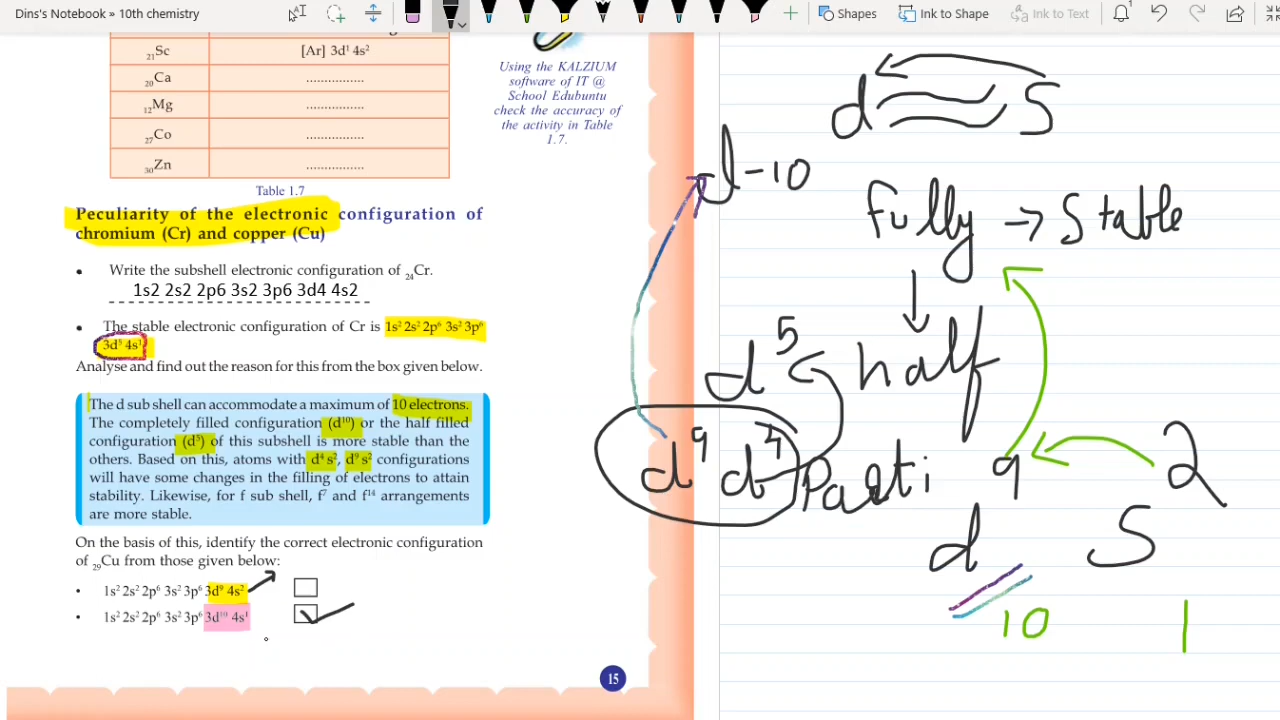 Dins's Notebook » 10th chemistry
Shapes
Ink to Shape
Ink to Text
₂₁Sc [Ar] 3d¹ 4s²
₂₀Ca ................
₁₂Mg ................
₂₇Co ................
₃₀Zn ................
Table 1.7
Using the KALZIUM
software of IT @
School Edubuntu
check the accuracy of
the activity in Table
1.7.
Peculiarity of the electronic configuration of
chromium (Cr) and copper (Cu)
• Write the subshell electronic configuration of ₂₄Cr.
1s2 2s2 2p6 3s2 3p6 3d4 4s2
• The stable electronic configuration of Cr is 1s² 2s² 2p⁶ 3s² 3p⁶
3d⁵ 4s¹
Analyse and find out the reason for this from the box given below.
The d sub shell can accommodate a maximum of 10 electrons.
The completely filled configuration (d¹⁰) or the half filled
configuration (d⁵) of this subshell is more stable than the
others. Based on this, atoms with d⁴ s², d⁹ s² configurations
will have some changes in the filling of electrons to attain
stability. Likewise, for f sub shell, f⁷ and f¹⁴ arrangements
are more stable.
On the basis of this, identify the correct electronic configuration
of ₂₉Cu from those given below:
• 1s² 2s² 2p⁶ 3s² 3p⁶ 3d⁹ 4s²
• 1s² 2s² 2p⁶ 3s² 3p⁶ 3d¹⁰ 4s¹
15
d S
d-10
fully → Stable
d⁵ half
d⁹ d⁴ Parti 9 2
d S
10 1